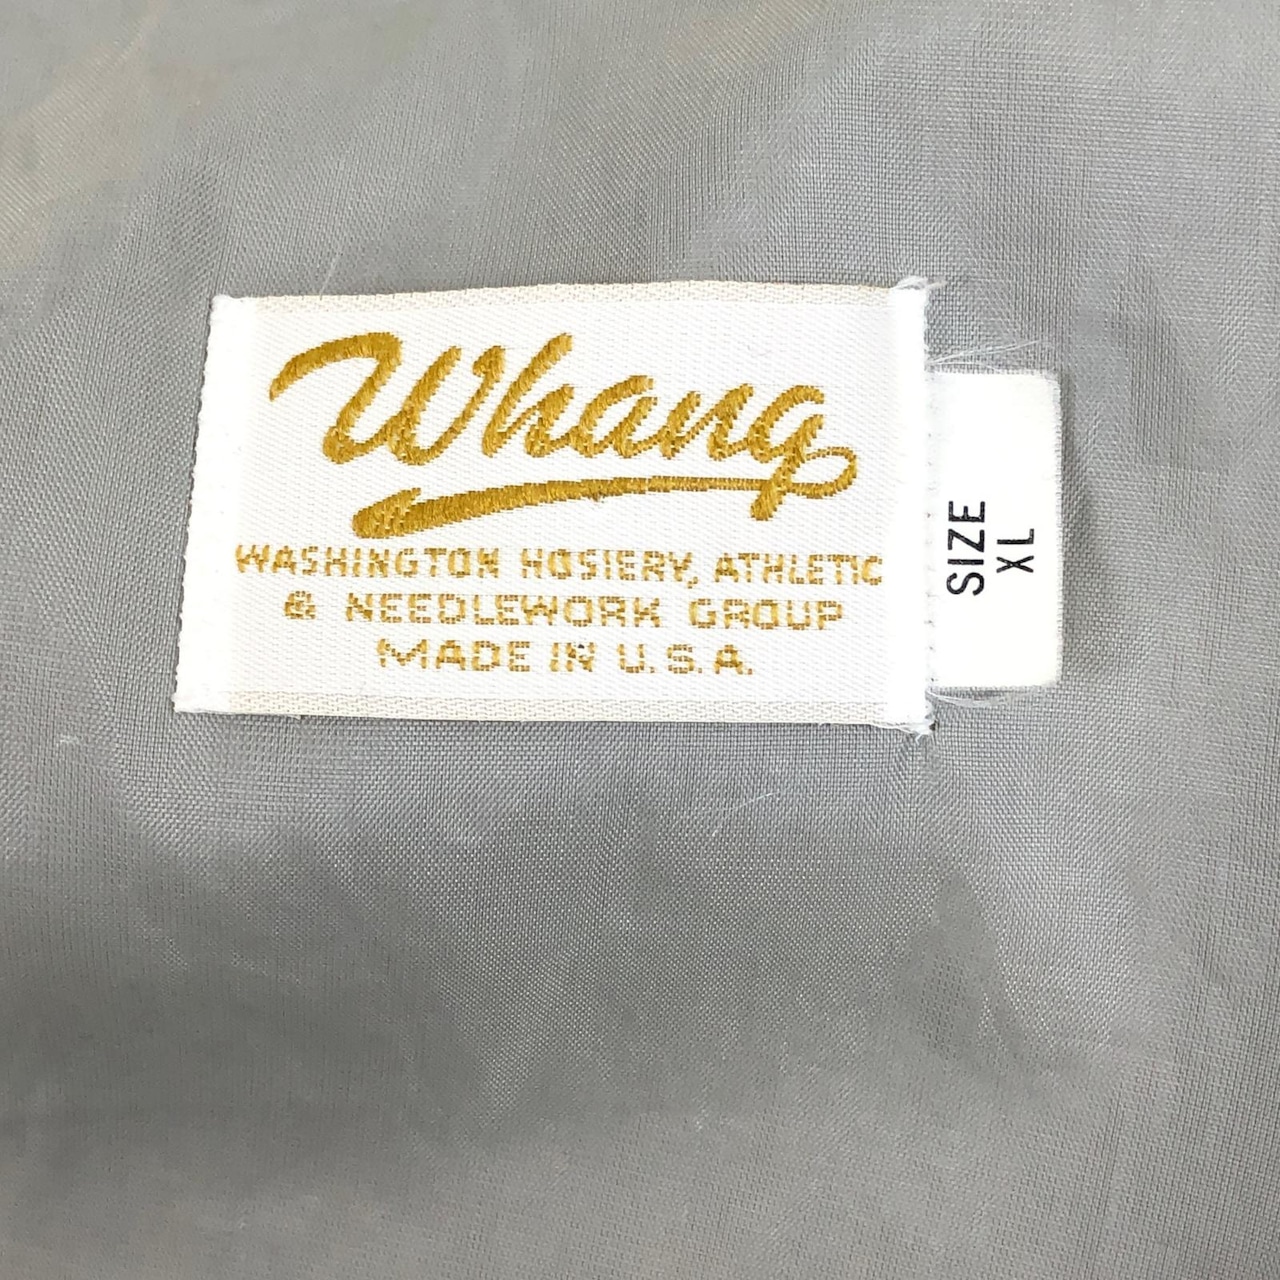 Whang
WASHINGTON HOSIERY, ATHLETIC
& NEEDLEWORK GROUP
MADE IN U.S.A.
SIZE
XL